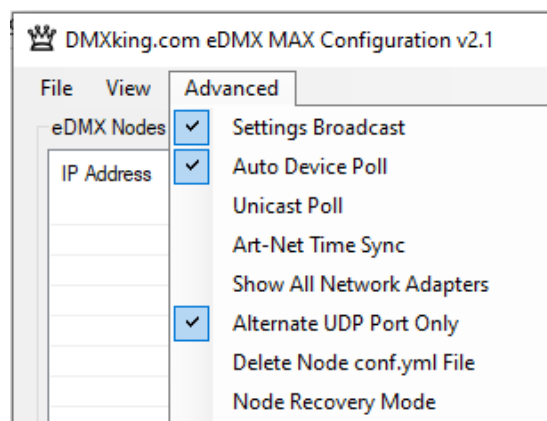 DMXking.com eDMX MAX Configuration v2.1
File View Advanced
eDMX Nodes
IP Address
Settings Broadcast
Auto Device Poll
Unicast Poll
Art-Net Time Sync
Show All Network Adapters
Alternate UDP Port Only
Delete Node conf.yml File
Node Recovery Mode